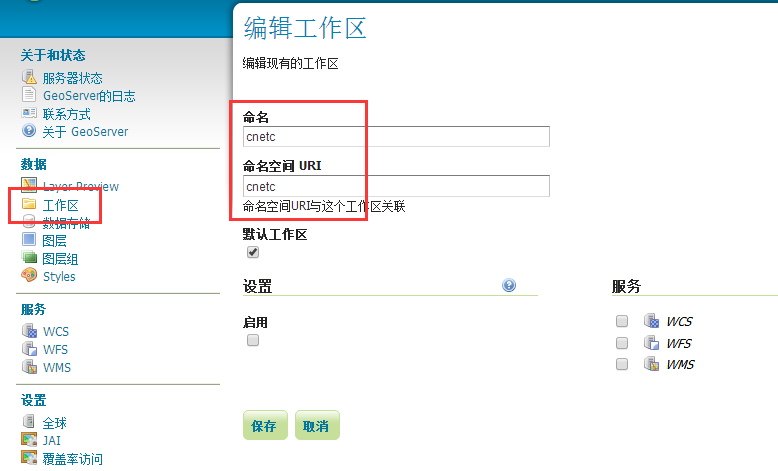 关于和状态
服务器状态
GeoServer的日志
联系方式
关于 GeoServer
数据
Layer Preview
工作区
数据存储
图层
图层组
Styles
服务
WCS
WFS
WMS
设置
全球
JAI
覆盖率访问
编辑工作区
编辑现有的工作区
命名
cnetc
命名空间 URI
cnetc
命名空间URI与这个工作区关联
默认工作区
设置
启用
保存 取消
服务
WCS
WFS
WMS